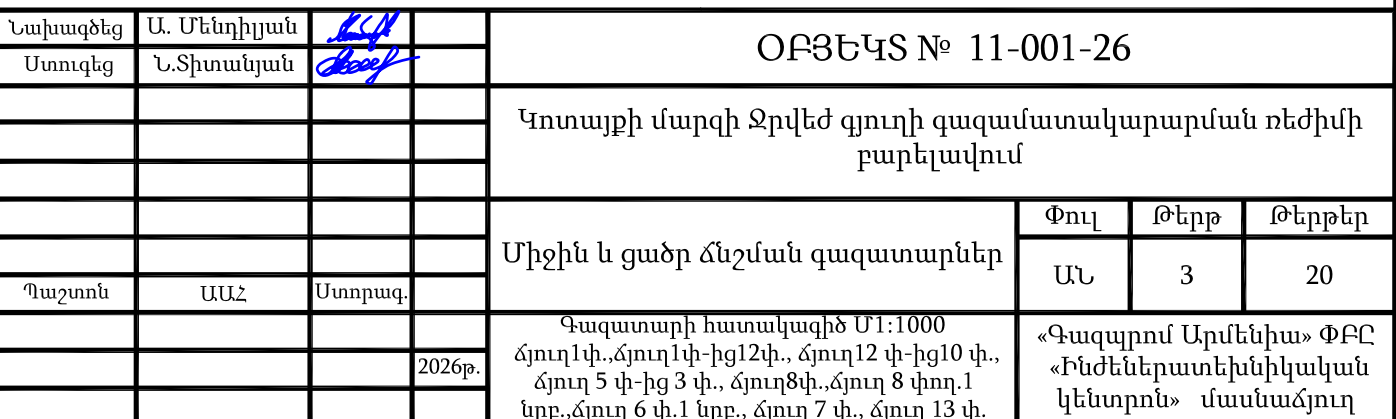 Նախագծեց Ա. Մենդիլյան
Ստուգեց Ն.Տիտանյան
ՕԲՅԵԿՏ № 11-001-26
Կոտայքի մարզի Ջրվեժ գյուղի գազամատակարարման ռեժիմի
բարելավում
Միջին և ցածր ճնշման գազատարներ
Փուլ Թերթ Թերթեր
ԱՆ 3 20
Պաշտոն ԱԱՀ Ստորագ.
2026թ.
Գազատարի հատակագիծ Մ1:1000
ճյուղ1փ.,ճյուղ1փ-ից12փ., ճյուղ12 փ-ից10 փ.,
ճյուղ 5 փ-ից 3 փ., ճյուղ8փ.,ճյուղ 8 փող.1
նրբ.,ճյուղ 6 փ.1 նրբ., ճյուղ 7 փ., ճյուղ 13 փ.
«Գազպրոմ Արմենիա» ՓԲԸ
«Ինժեներատեխնիկական
կենտրոն» մասնաճյուղ